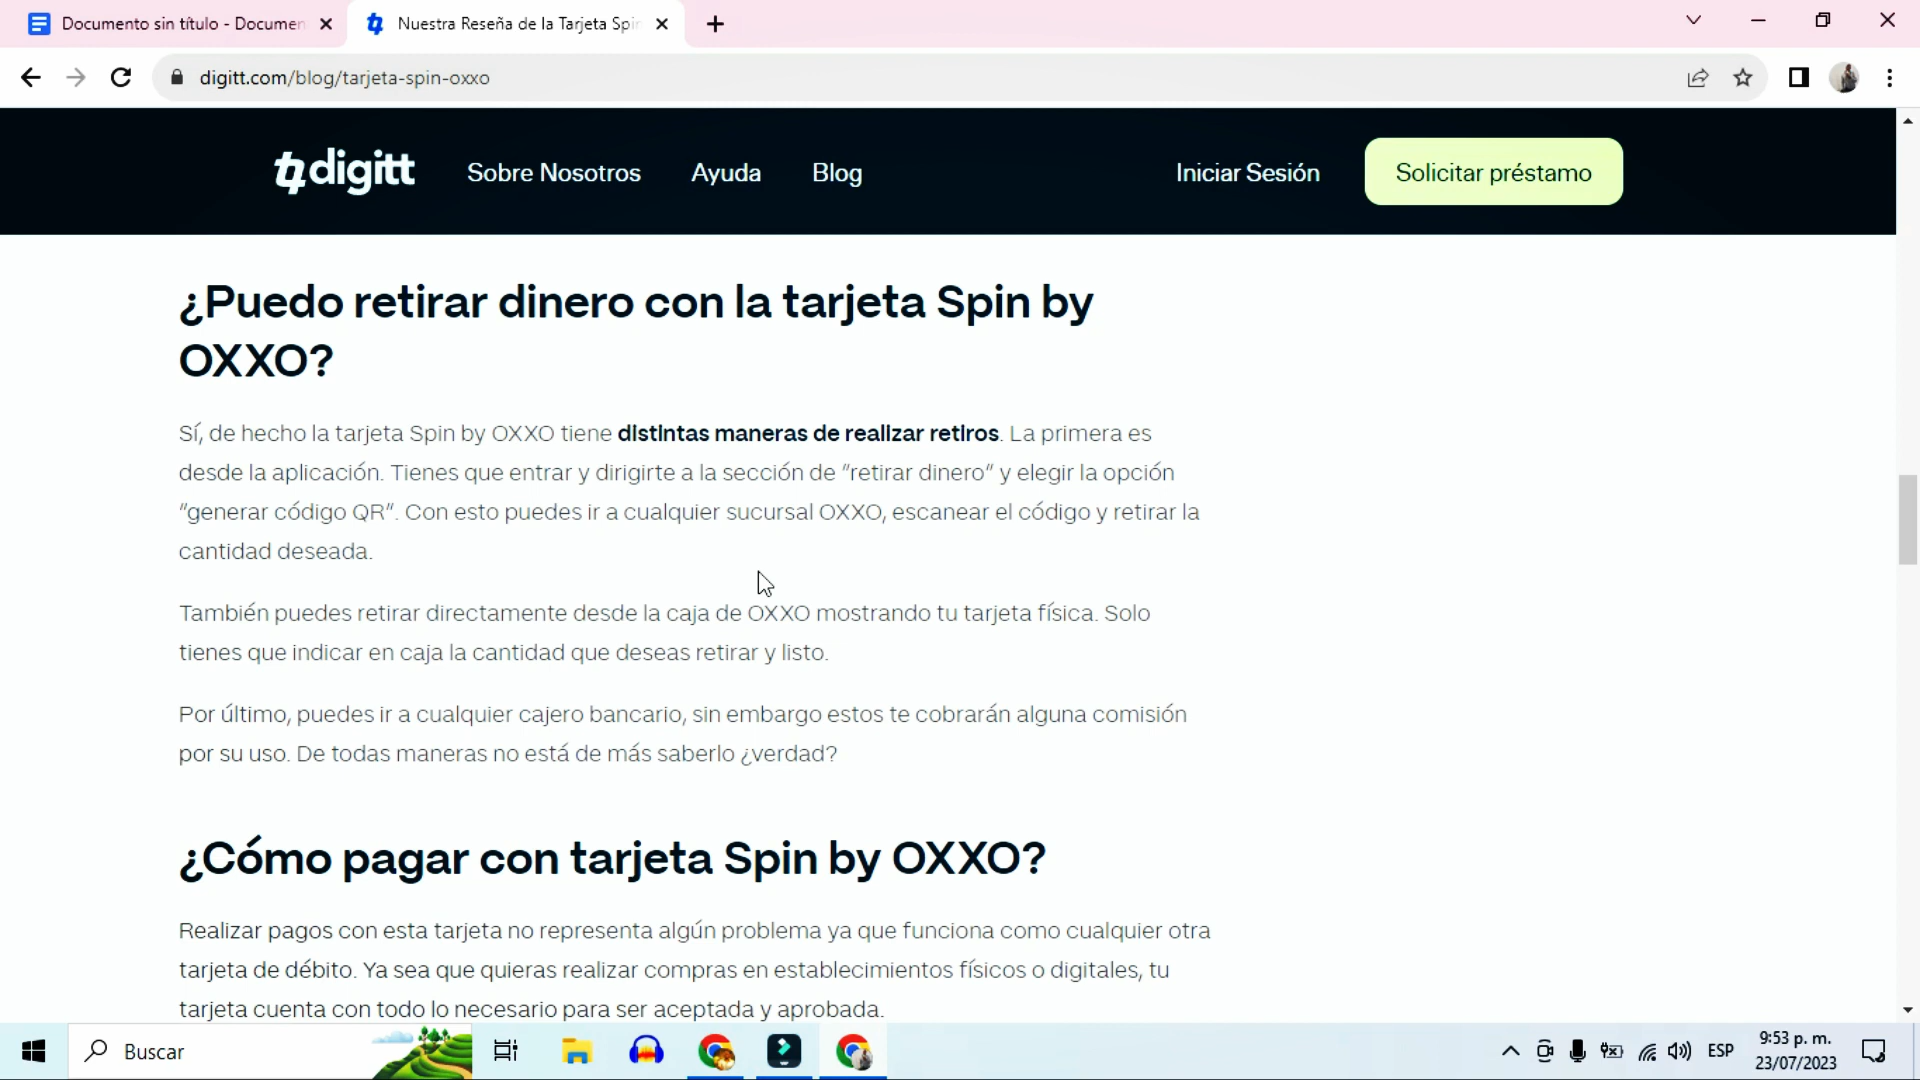 Documento sin título - Documen
Nuestra Reseña de la Tarjeta Spin
digitt.com/blog/tarjeta-spin-oxxo
digitt
Sobre Nosotros
Ayuda
Blog
Iniciar Sesión
Solicitar préstamo
¿Puedo retirar dinero con la tarjeta Spin by
OXXO?
Sí, de hecho la tarjeta Spin by OXXO tiene distintas maneras de realizar retiros. La primera es
desde la aplicación. Tienes que entrar y dirigirte a la sección de “retirar dinero” y elegir la opción
“generar código QR”. Con esto puedes ir a cualquier sucursal OXXO, escanear el código y retirar la
cantidad deseada.
También puedes retirar directamente desde la caja de OXXO mostrando tu tarjeta física. Solo
tienes que indicar en caja la cantidad que deseas retirar y listo.
Por último, puedes ir a cualquier cajero bancario, sin embargo estos te cobrarán alguna comisión
por su uso. De todas maneras no está de más saberlo ¿verdad?
¿Cómo pagar con tarjeta Spin by OXXO?
Realizar pagos con esta tarjeta no representa algún problema ya que funciona como cualquier otra
tarjeta de débito. Ya sea que quieras realizar compras en establecimientos físicos o digitales, tu
tarjeta cuenta con todo lo necesario para ser aceptada y aprobada.
Buscar
ESP
9:53 p. m.
23/07/2023